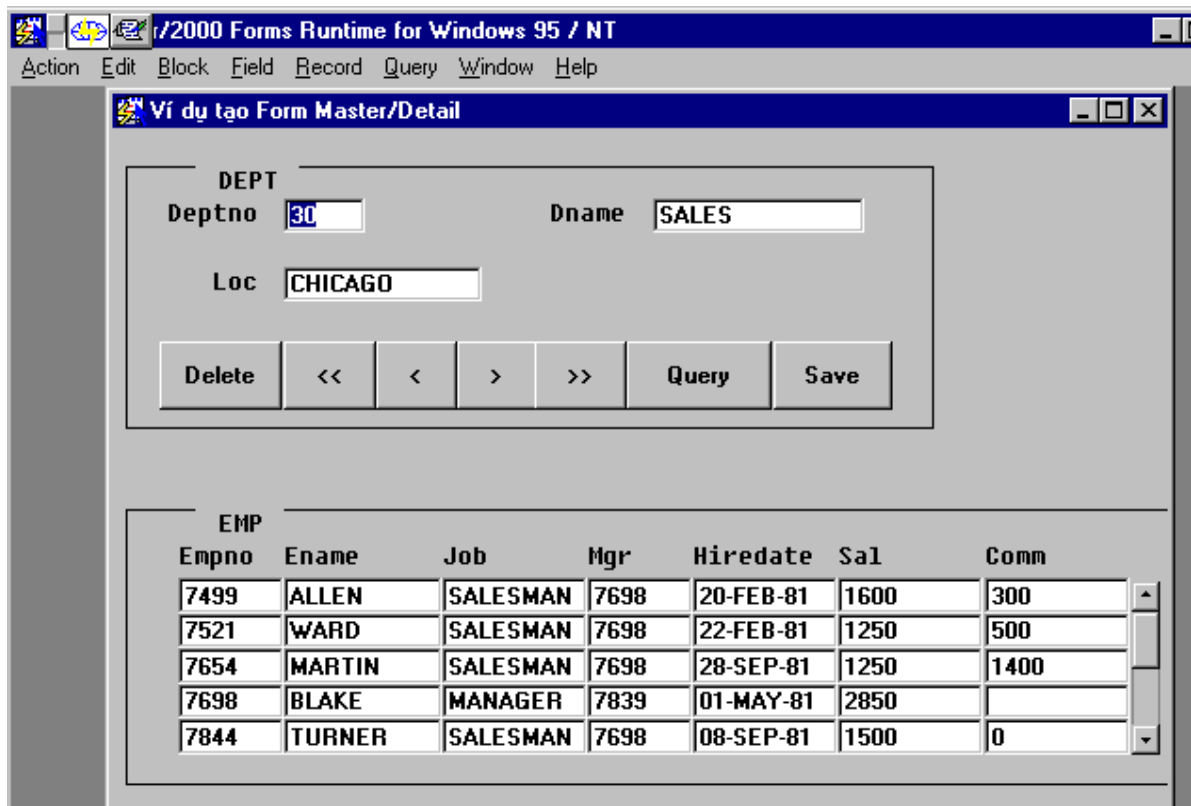 r/2000 Forms Runtime for Windows 95 / NT
Action Edit Block Field Record Query Window Help
Ví dụ tạo Form Master/Detail
DEPT
Deptno 30 Dname SALES
Loc CHICAGO
Delete << < > >> Query Save
EMP
Empno Ename Job Mgr Hiredate Sal Comm
7499 ALLEN SALESMAN 7698 20-FEB-81 1600 300
7521 WARD SALESMAN 7698 22-FEB-81 1250 500
7654 MARTIN SALESMAN 7698 28-SEP-81 1250 1400
7698 BLAKE MANAGER 7839 01-MAY-81 2850
7844 TURNER SALESMAN 7698 08-SEP-81 1500 0